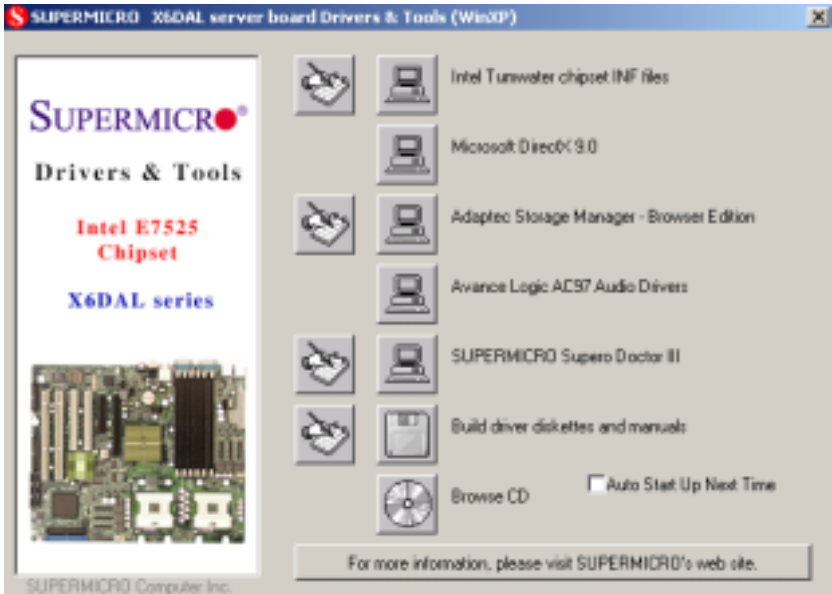 SUPERMICRO X6DAL server board Drivers & Tools (WinXP)
SUPERMICRO®
Drivers & Tools
Intel E7525
Chipset
X6DAL series
Intel Tumwater chipset INF files
Microsoft DirectX 9.0
Adaptec Storage Manager - Browser Edition
Avance Logic AC97 Audio Drivers
SUPERMICRO Supero Doctor III
Build driver diskettes and manuals
Browse CD
Auto Start Up Next Time
For more information, please visit SUPERMICRO's web site.
SUPERMICRO Computer Inc.